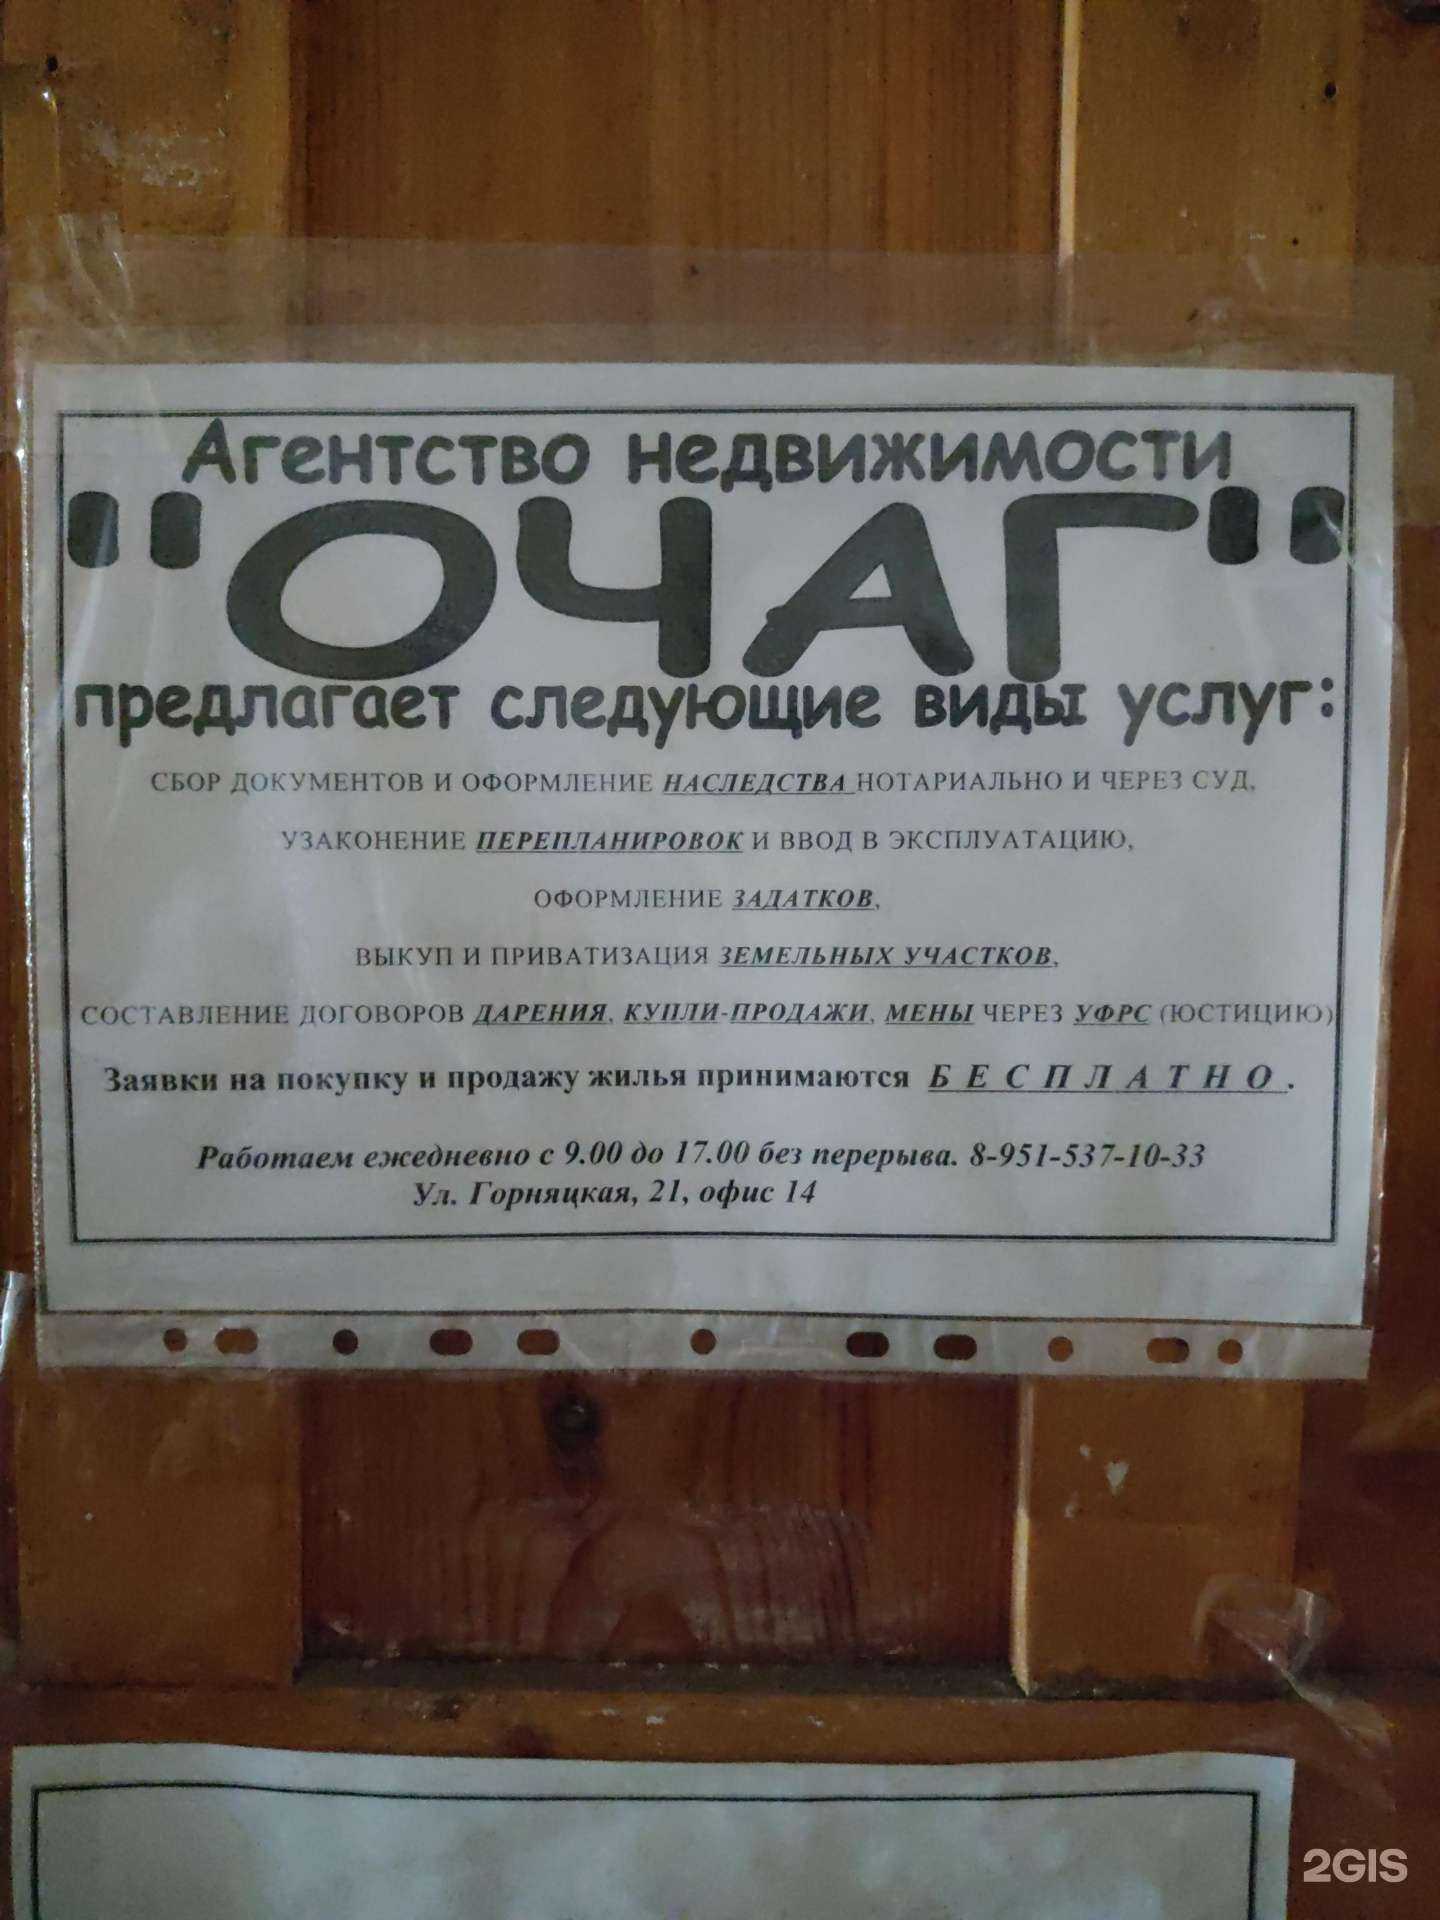 Агентство недвижимости
"ОЧАГ"
предлагает следующие виды услуг:
СБОР ДОКУМЕНТОВ И ОФОРМЛЕНИЕ НАСЛЕДСТВА НОТАРИАЛЬНО И ЧЕРЕЗ СУД,
УЗАКОНЕНИЕ ПЕРЕПЛАНИРОВОК И ВВОД В ЭКСПЛУАТАЦИЮ,
ОФОРМЛЕНИЕ ЗАДАТКОВ,
ВЫКУП И ПРИВАТИЗАЦИЯ ЗЕМЕЛЬНЫХ УЧАСТКОВ,
СОСТАВЛЕНИЕ ДОГОВОРОВ ДАРЕНИЯ, КУПЛИ-ПРОДАЖИ, МЕНЫ ЧЕРЕЗ УФРС (ЮСТИЦИЮ)
Заявки на покупку и продажу жилья принимаются Б Е С П Л А Т Н О .
Работаем ежедневно с 9.00 до 17.00 без перерыва. 8-951-537-10-33
Ул. Горняцкая, 21, офис 14
2GIS